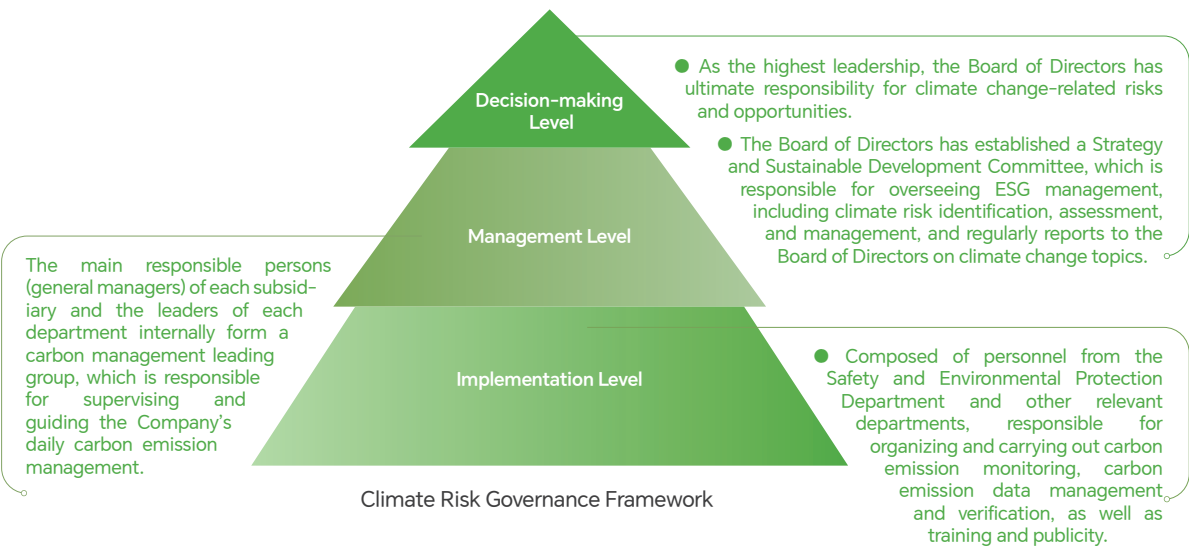 Decision-making
Level
● As the highest leadership, the Board of Directors has
ultimate responsibility for climate change-related risks
and opportunities.
● The Board of Directors has established a Strategy
and Sustainable Development Committee, which is
responsible for overseeing ESG management,
including climate risk identification, assessment,
and management, and regularly reports to the
Board of Directors on climate change topics.
Management Level
The main responsible persons
(general managers) of each subsid-
iary and the leaders of each
department internally form a
carbon management leading
group, which is responsible
for supervising and
guiding the Company's
daily carbon emission
management.
Implementation Level
● Composed of personnel from the
Safety and Environmental Protection
Department and other relevant
departments, responsible for
organizing and carrying out carbon
emission monitoring, carbon
emission data management
and verification, as well as
training and publicity.
Climate Risk Governance Framework